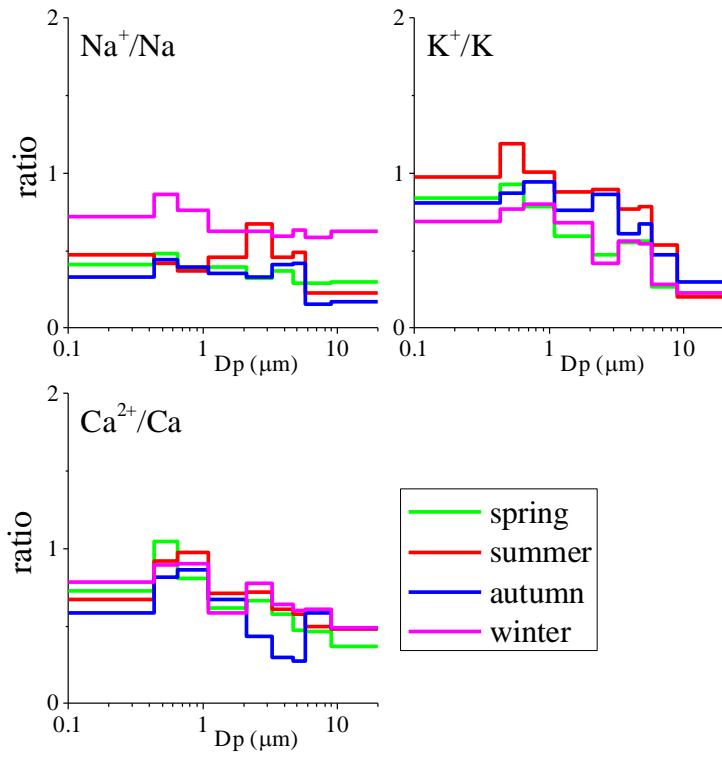 Na⁺/Na
2
1
0
ratio
0.1
1
10
Dp (μm)
K⁺/K
2
1
0
0.1
1
10
Dp (μm)
Ca²⁺/Ca
2
1
0
ratio
0.1
1
10
Dp (μm)
spring
summer
autumn
winter